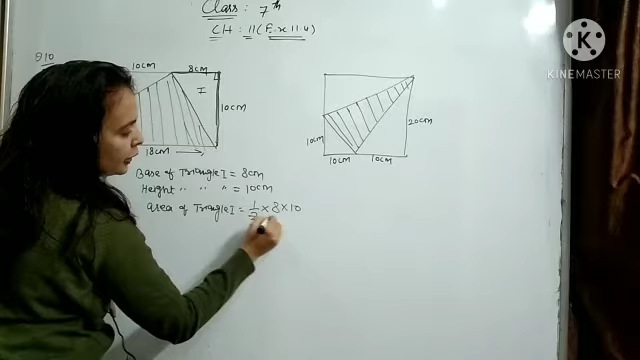 Class: 7th
CH: 11 (Ex 11.4)
Q10
10cm 8cm
I
10cm
18cm
20cm
10cm
10cm 10cm
Base of Triangle I = 8cm
Height " " " = 10cm
Area of Triangle I = 1/2 × 8 × 10
KINEMASTER